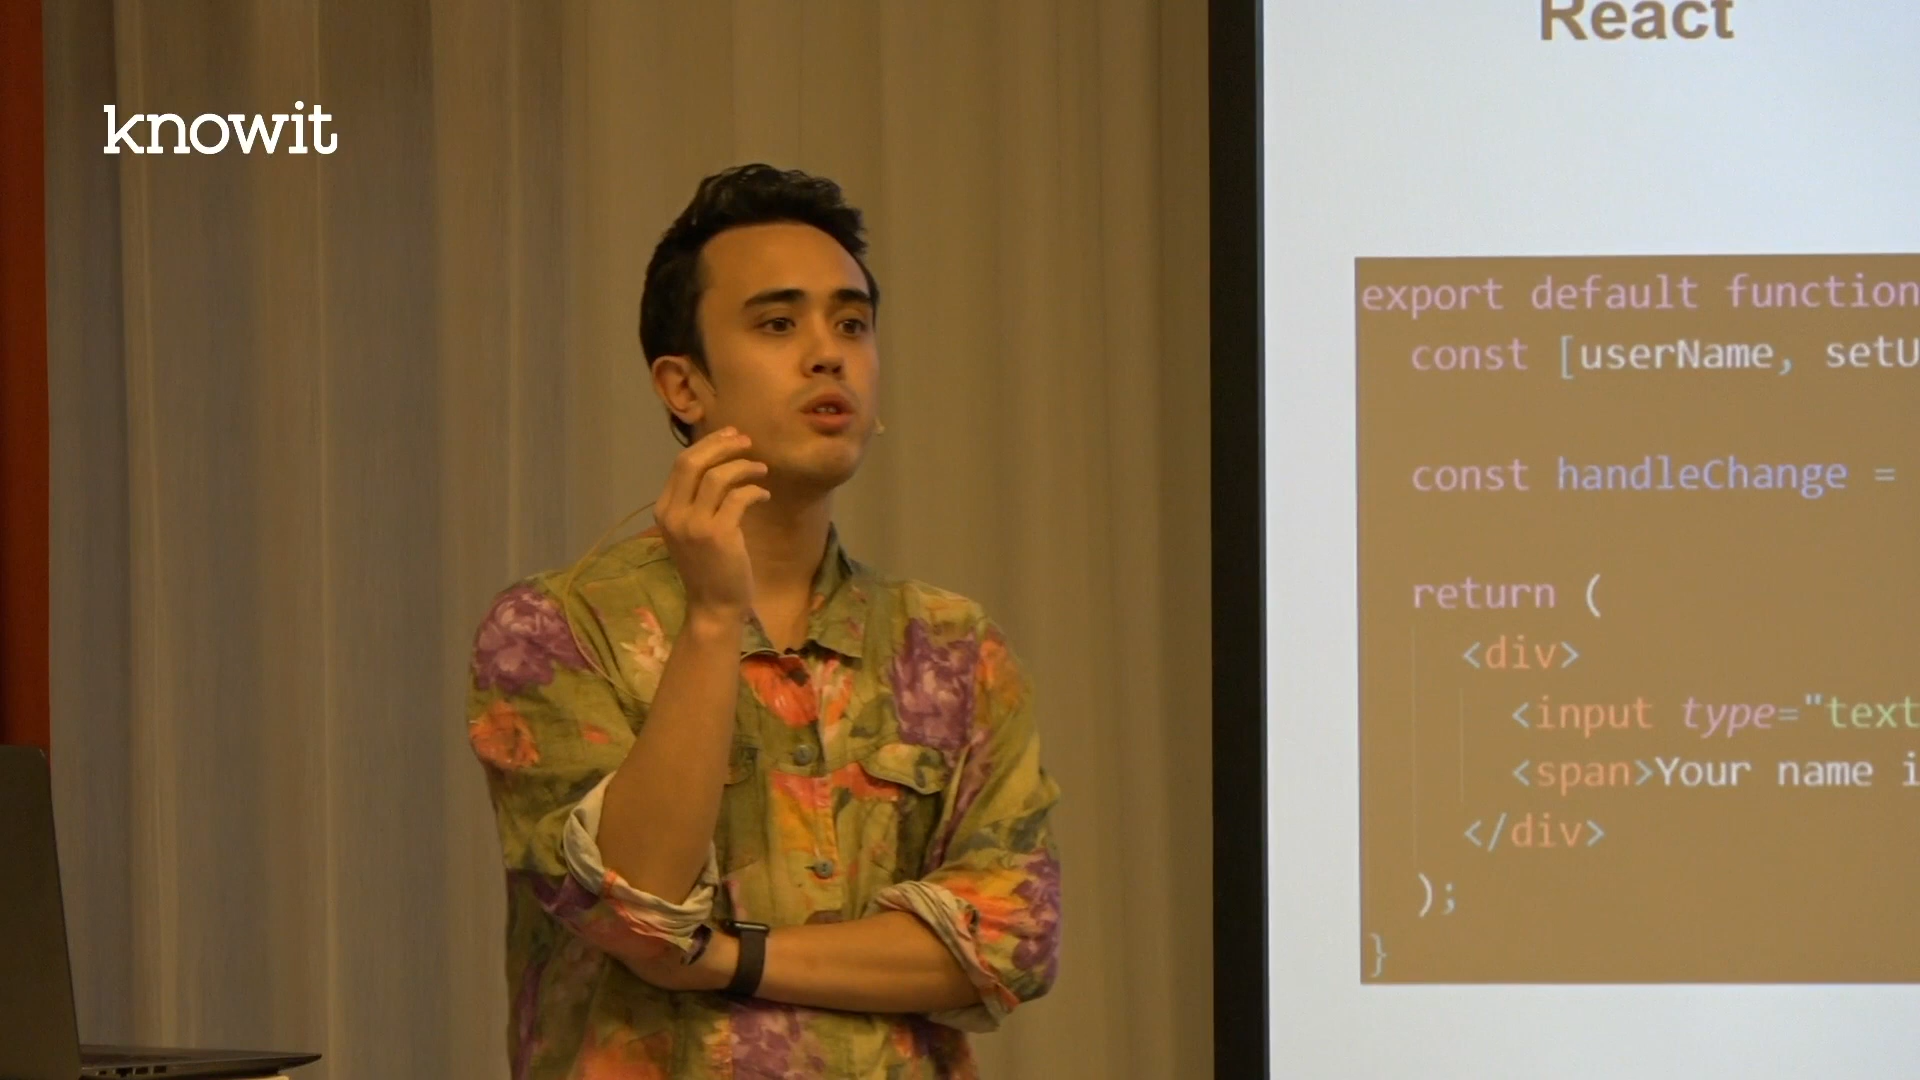 knowit
React
export default function
const [userName, setU
const handleChange =
return (
<div>
<input type="text
<span>Your name i
</div>
);
}